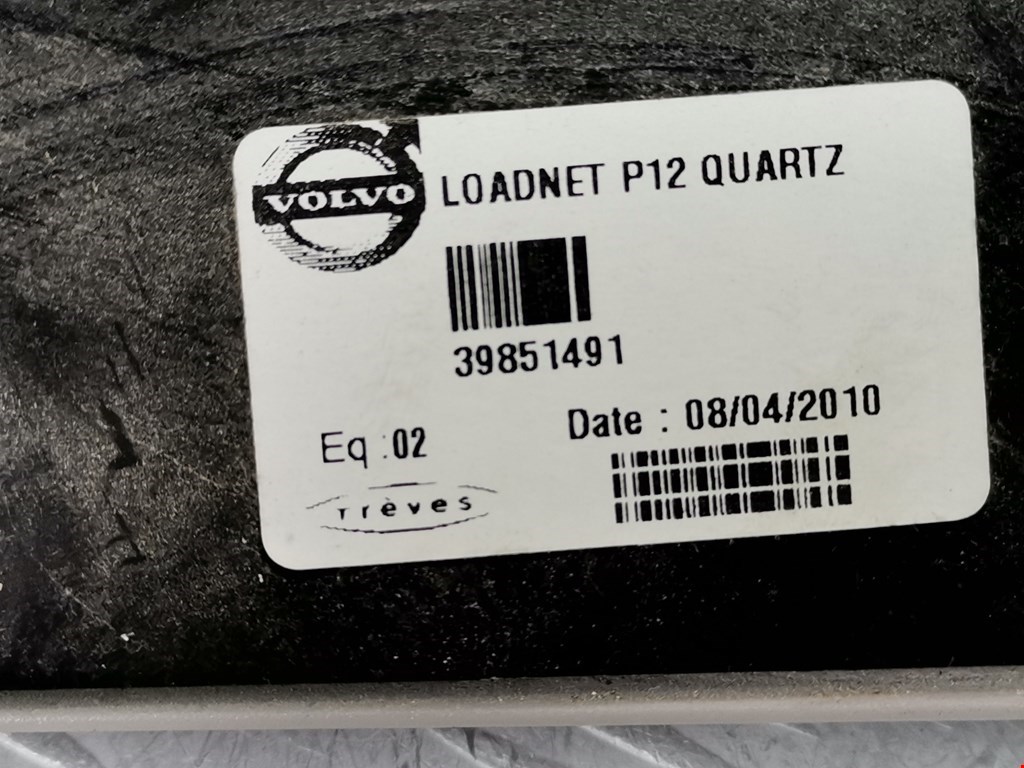 VOLVO
LOADNET P12 QUARTZ
39851491
Date : 08/04/2010
Eq :02
Trèves